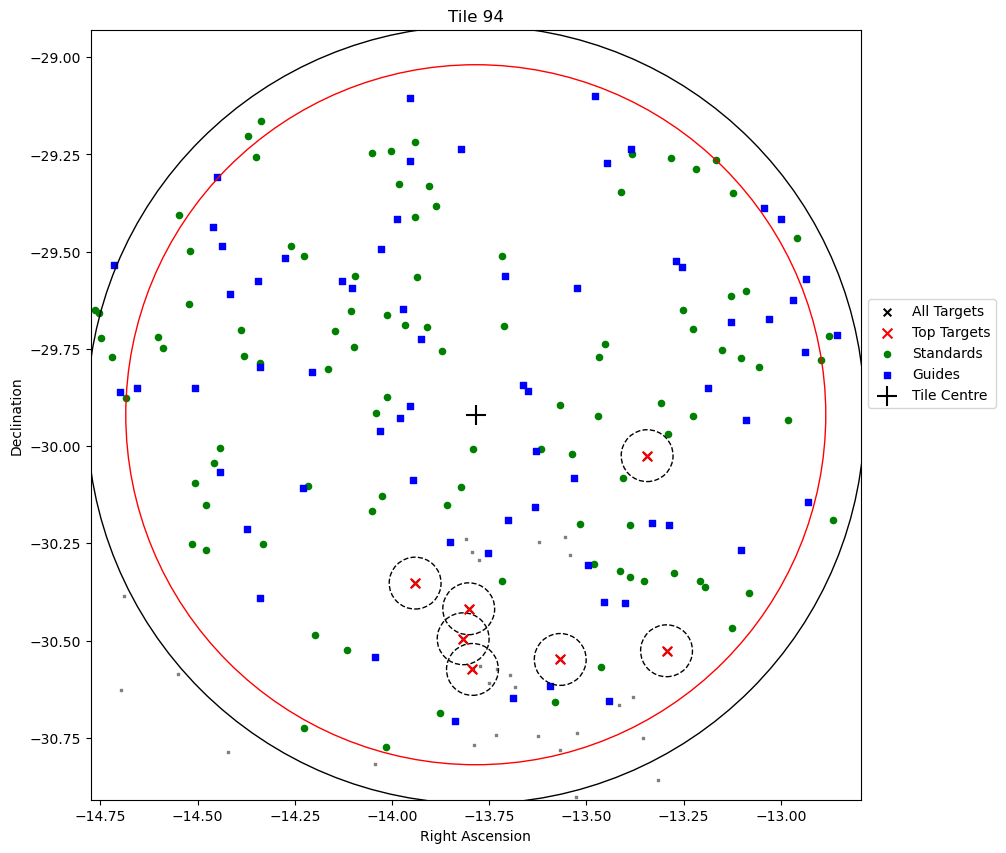 Tile 94
Declination
−29.00
−29.25
−29.50
−29.75
−30.00
−30.25
−30.50
−30.75
All Targets
Top Targets
Standards
Guides
Tile Centre
−14.75 −14.50 −14.25 −14.00 −13.75 −13.50 −13.25 −13.00
Right Ascension